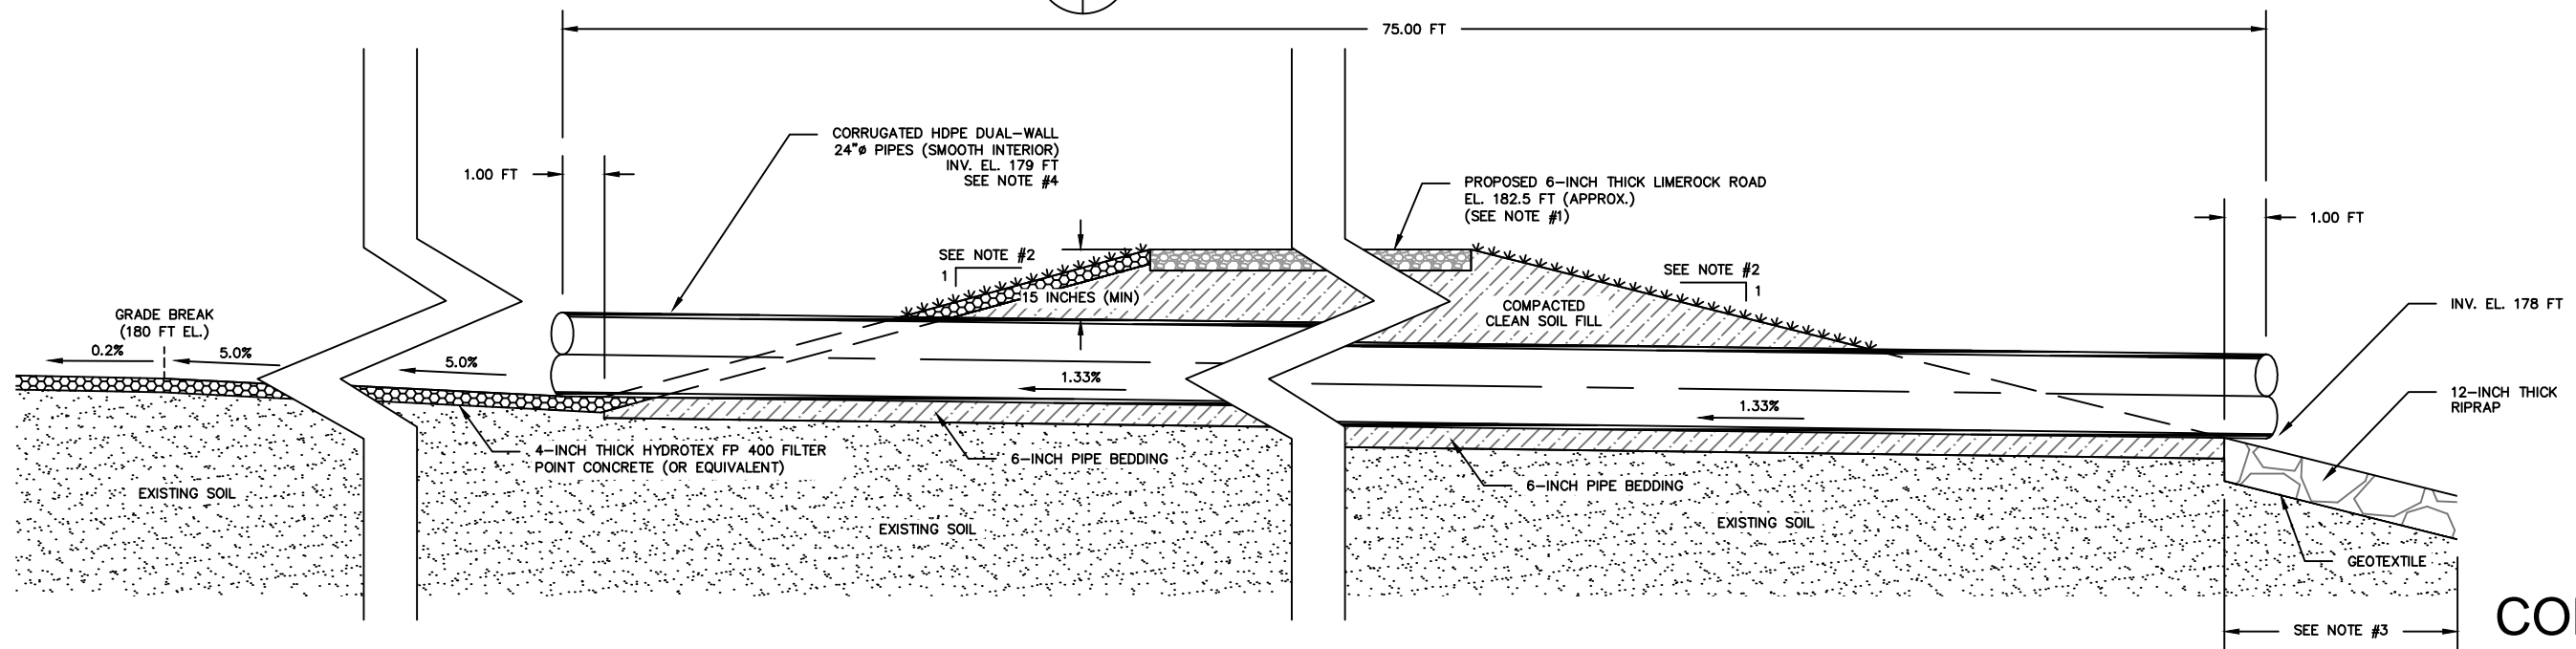 75.00 FT
CORRUGATED HDPE DUAL-WALL
24"ø PIPES (SMOOTH INTERIOR)
INV. EL. 179 FT
SEE NOTE #4
1.00 FT
PROPOSED 6-INCH THICK LIMEROCK ROAD
EL. 182.5 FT (APPROX.)
(SEE NOTE #1)
1.00 FT
SEE NOTE #2
1
15 INCHES (MIN)
SEE NOTE #2
1
COMPACTED
CLEAN SOIL FILL
INV. EL. 178 FT
GRADE BREAK
(180 FT EL.)
0.2%
5.0%
5.0%
1.33%
1.33%
12-INCH THICK
RIPRAP
4-INCH THICK HYDROTEX FP 400 FILTER
POINT CONCRETE (OR EQUIVALENT)
6-INCH PIPE BEDDING
6-INCH PIPE BEDDING
EXISTING SOIL
EXISTING SOIL
EXISTING SOIL
GEOTEXTILE
SEE NOTE #3